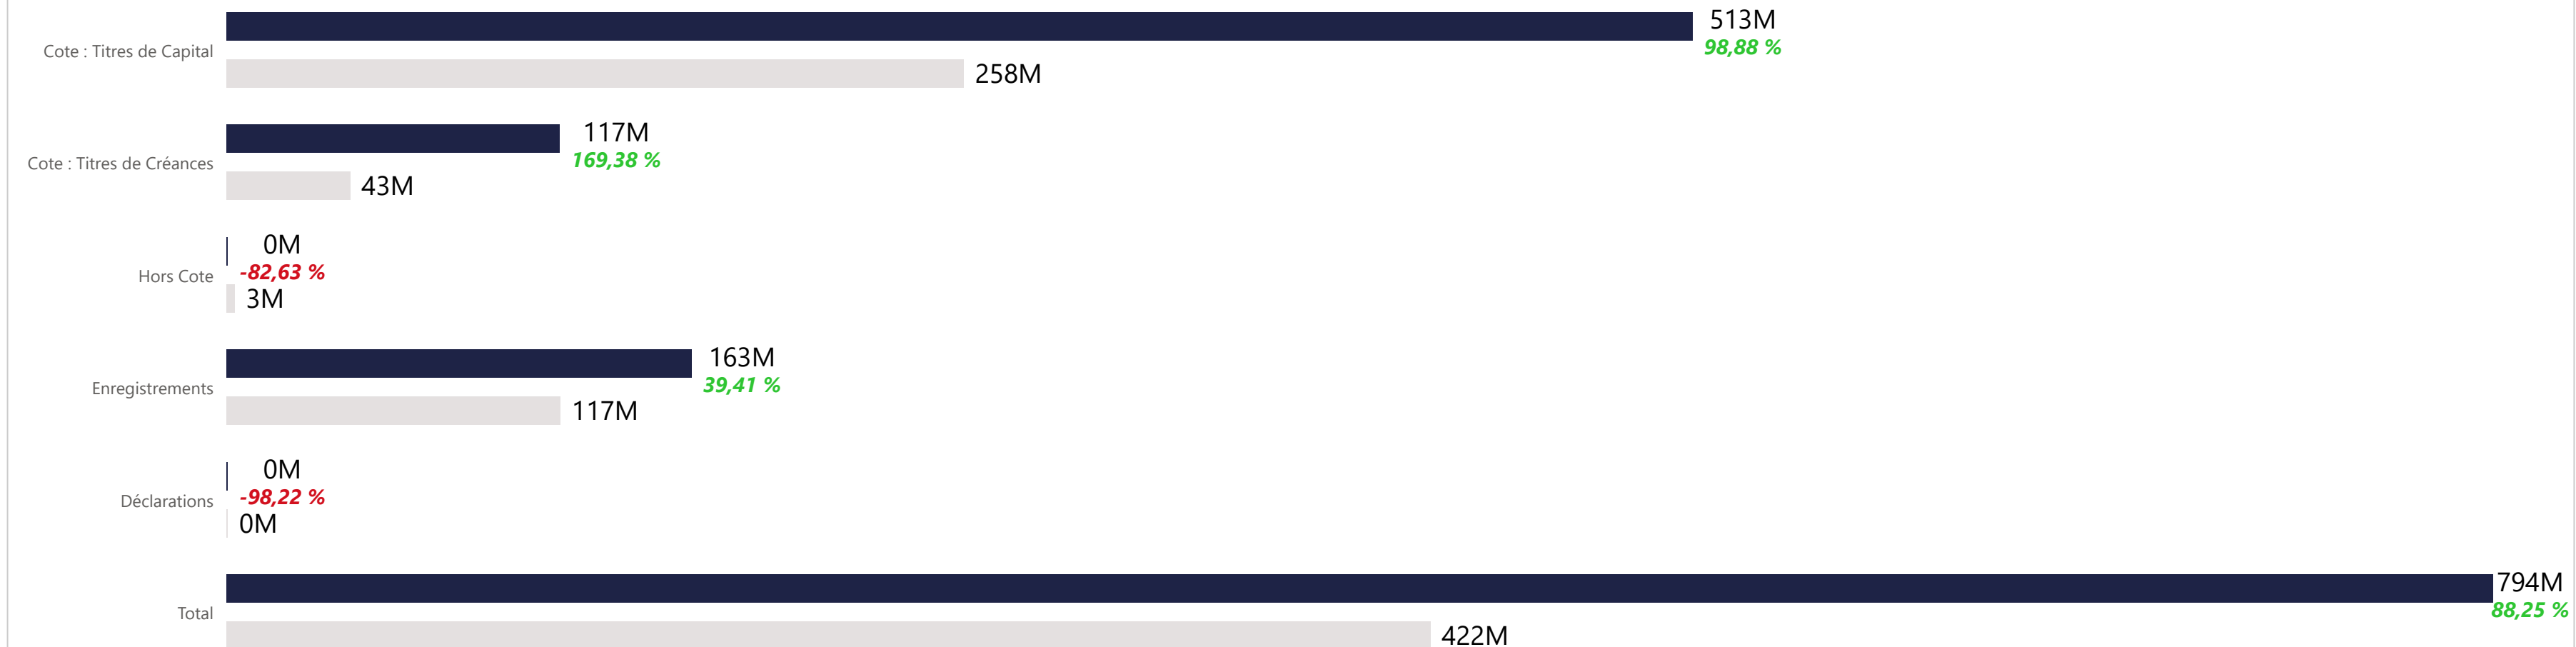 513M
98,88 %
Cote : Titres de Capital
258M
117M
169,38 %
Cote : Titres de Créances
43M
0M
-82,63 %
Hors Cote
3M
163M
39,41 %
Enregistrements
117M
0M
-98,22 %
Déclarations
0M
794M
88,25 %
Total
422M